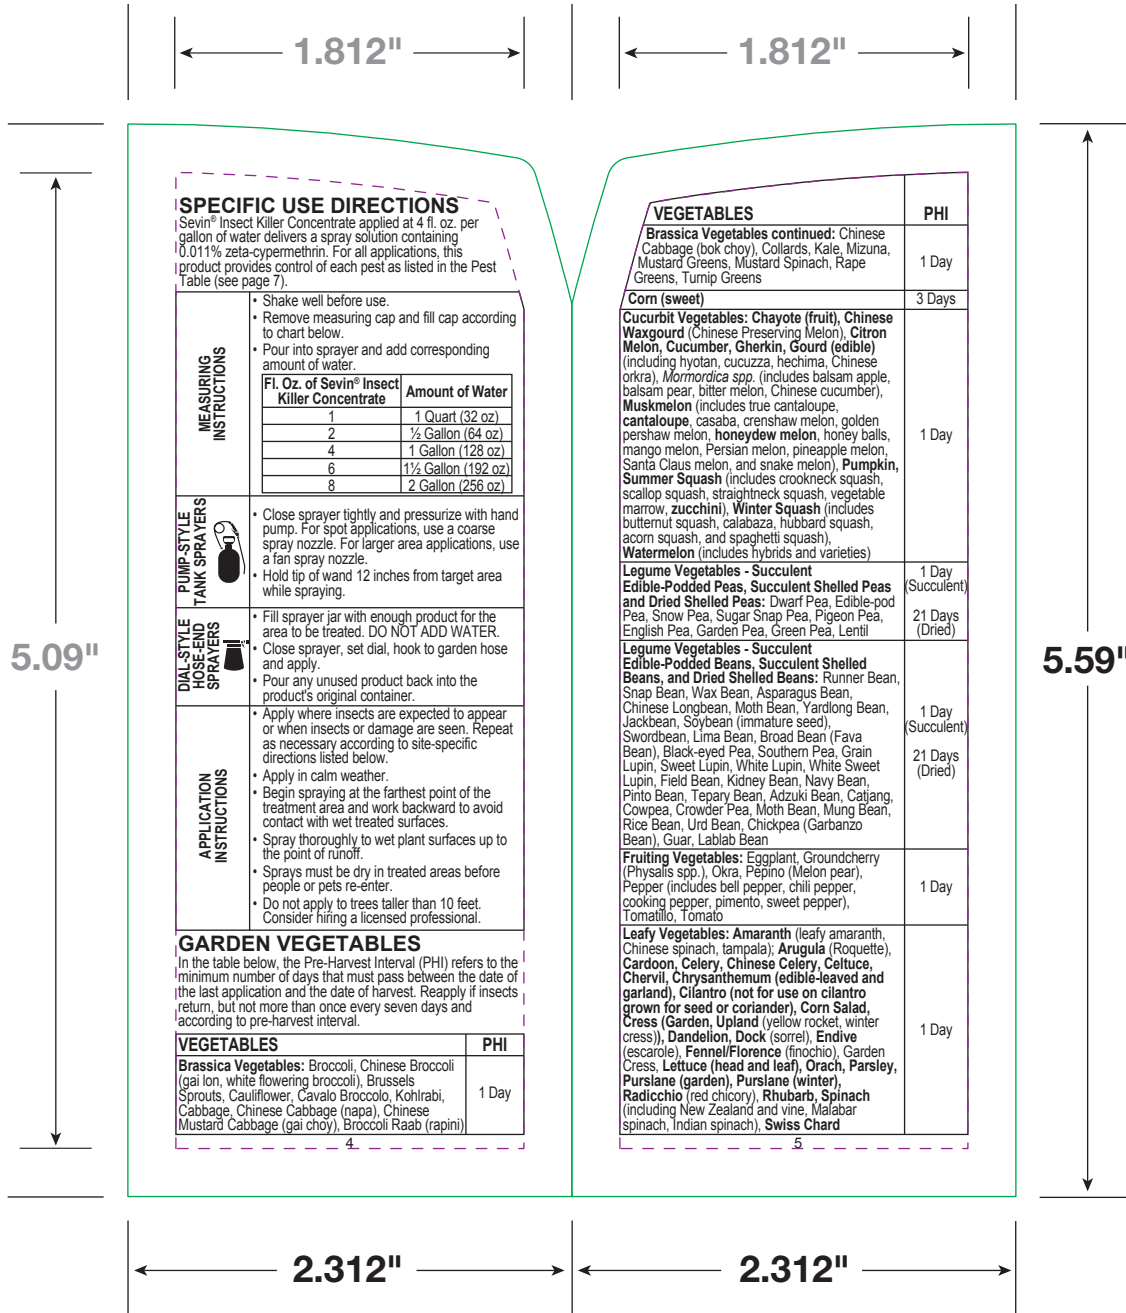 1.812"
1.812"
5.09"
5.59"
SPECIFIC USE DIRECTIONS
Sevin® Insect Killer Concentrate applied at 4 fl. oz. per
gallon of water delivers a spray solution containing
0.011% zeta-cypermethrin. For all applications, this
product provides control of each pest as listed in the Pest
Table (see page 7).
MEASURING
INSTRUCTIONS
• Shake well before use.
• Remove measuring cap and fill cap according
to chart below.
• Pour into sprayer and add corresponding
amount of water.
Fl. Oz. of Sevin® Insect
Killer Concentrate
Amount of Water
1 1 Quart (32 oz)
2 ½ Gallon (64 oz)
4 1 Gallon (128 oz)
6 1½ Gallon (192 oz)
8 2 Gallon (256 oz)
PUMP-STYLE
TANK SPRAYERS
• Close sprayer tightly and pressurize with hand
pump. For spot applications, use a coarse
spray nozzle. For larger area applications, use
a fan spray nozzle.
• Hold tip of wand 12 inches from target area
while spraying.
DIAL-STYLE
HOSE-END
SPRAYERS
• Fill sprayer jar with enough product for the
area to be treated. DO NOT ADD WATER.
• Close sprayer, set dial, hook to garden hose
and apply.
• Pour any unused product back into the
product's original container.
APPLICATION
INSTRUCTIONS
• Apply where insects are expected to appear
or when insects or damage are seen. Repeat
as necessary according to site-specific
directions listed below.
• Apply in calm weather.
• Begin spraying at the farthest point of the
treatment area and work backward to avoid
contact with wet treated surfaces.
• Spray thoroughly to wet plant surfaces up to
the point of runoff.
• Sprays must be dry in treated areas before
people or pets re-enter.
• Do not apply to trees taller than 10 feet.
Consider hiring a licensed professional.
GARDEN VEGETABLES
In the table below, the Pre-Harvest Interval (PHI) refers to the
minimum number of days that must pass between the date of
the last application and the date of harvest. Reapply if insects
return, but not more than once every seven days and
according to pre-harvest interval.
VEGETABLES PHI
Brassica Vegetables: Broccoli, Chinese Broccoli
(gai lon, white flowering broccoli), Brussels
Sprouts, Cauliflower, Cavalo Broccolo, Kohlrabi,
Cabbage, Chinese Cabbage (napa), Chinese
Mustard Cabbage (gai choy), Broccoli Raab (rapini)
1 Day
4
VEGETABLES PHI
Brassica Vegetables continued: Chinese
Cabbage (bok choy), Collards, Kale, Mizuna,
Mustard Greens, Mustard Spinach, Rape
Greens, Turnip Greens
1 Day
Corn (sweet) 3 Days
Cucurbit Vegetables: Chayote (fruit), Chinese
Waxgourd (Chinese Preserving Melon), Citron
Melon, Cucumber, Gherkin, Gourd (edible)
(including hyotan, cucuzza, hechima, Chinese
orkra), Mormordica spp. (includes balsam apple,
balsam pear, bitter melon, Chinese cucumber),
Muskmelon (includes true cantaloupe,
cantaloupe, casaba, crenshaw melon, golden
pershaw melon, honeydew melon, honey balls,
mango melon, Persian melon, pineapple melon,
Santa Claus melon, and snake melon), Pumpkin,
Summer Squash (includes crookneck squash,
scallop squash, straightneck squash, vegetable
marrow, zucchini), Winter Squash (includes
butternut squash, calabaza, hubbard squash,
acorn squash, and spaghetti squash),
Watermelon (includes hybrids and varieties)
1 Day
Legume Vegetables - Succulent
Edible-Podded Peas, Succulent Shelled Peas
and Dried Shelled Peas: Dwarf Pea, Edible-pod
Pea, Snow Pea, Sugar Snap Pea, Pigeon Pea,
English Pea, Garden Pea, Green Pea, Lentil
1 Day
(Succulent)
21 Days
(Dried)
Legume Vegetables - Succulent
Edible-Podded Beans, Succulent Shelled
Beans, and Dried Shelled Beans: Runner Bean,
Snap Bean, Wax Bean, Asparagus Bean,
Chinese Longbean, Moth Bean, Yardlong Bean,
Jackbean, Soybean (immature seed),
Swordbean, Lima Bean, Broad Bean (Fava
Bean), Black-eyed Pea, Southern Pea, Grain
Lupin, Sweet Lupin, White Lupin, White Sweet
Lupin, Field Bean, Kidney Bean, Navy Bean,
Pinto Bean, Tepary Bean, Adzuki Bean, Catjang,
Cowpea, Crowder Pea, Moth Bean, Mung Bean,
Rice Bean, Urd Bean, Chickpea (Garbanzo
Bean), Guar, Lablab Bean
1 Day
(Succulent)
21 Days
(Dried)
Fruiting Vegetables: Eggplant, Groundcherry
(Physalis spp.), Okra, Pepino (Melon pear),
Pepper (includes bell pepper, chili pepper,
cooking pepper, pimento, sweet pepper),
Tomatillo, Tomato
1 Day
Leafy Vegetables: Amaranth (leafy amaranth,
Chinese spinach, tampala); Arugula (Roquette),
Cardoon, Celery, Chinese Celery, Celtuce,
Chervil, Chrysanthemum (edible-leaved and
garland), Cilantro (not for use on cilantro
grown for seed or coriander), Corn Salad,
Cress (Garden, Upland (yellow rocket, winter
cress)), Dandelion, Dock (sorrel), Endive
(escarole), Fennel/Florence (finochio), Garden
Cress, Lettuce (head and leaf), Orach, Parsley,
Purslane (garden), Purslane (winter),
Radicchio (red chicory), Rhubarb, Spinach
(including New Zealand and vine, Malabar
spinach, Indian spinach), Swiss Chard
1 Day
5
2.312"
2.312"